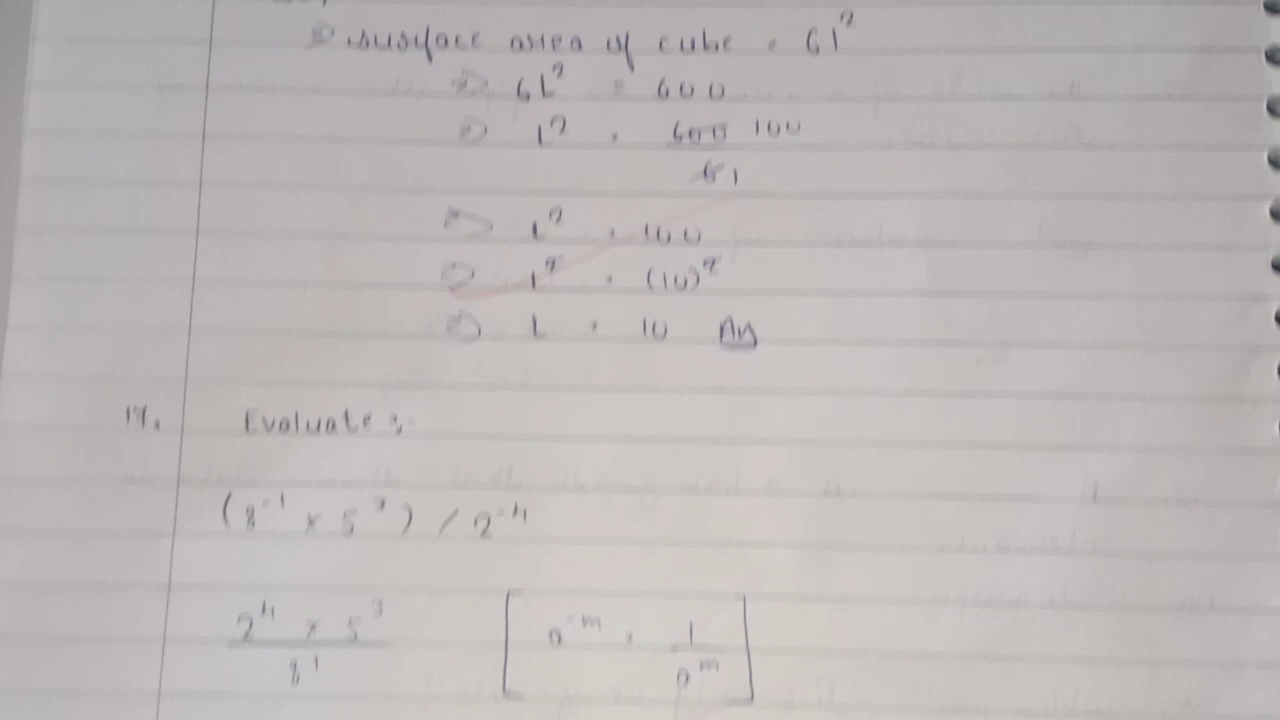 ⇒ surface area of cube = 6l²
⇒ 6l² = 600
⇒ l² = 600 100
6 1
⇒ l² = 100
⇒ l² = (10)²
⇒ l = 10 Ans
Evaluate :
(8⁻¹ × 5³) / 2⁻⁴
2⁴ × 5³ [ a⁻ᵐ = 1
8¹ aᵐ ]